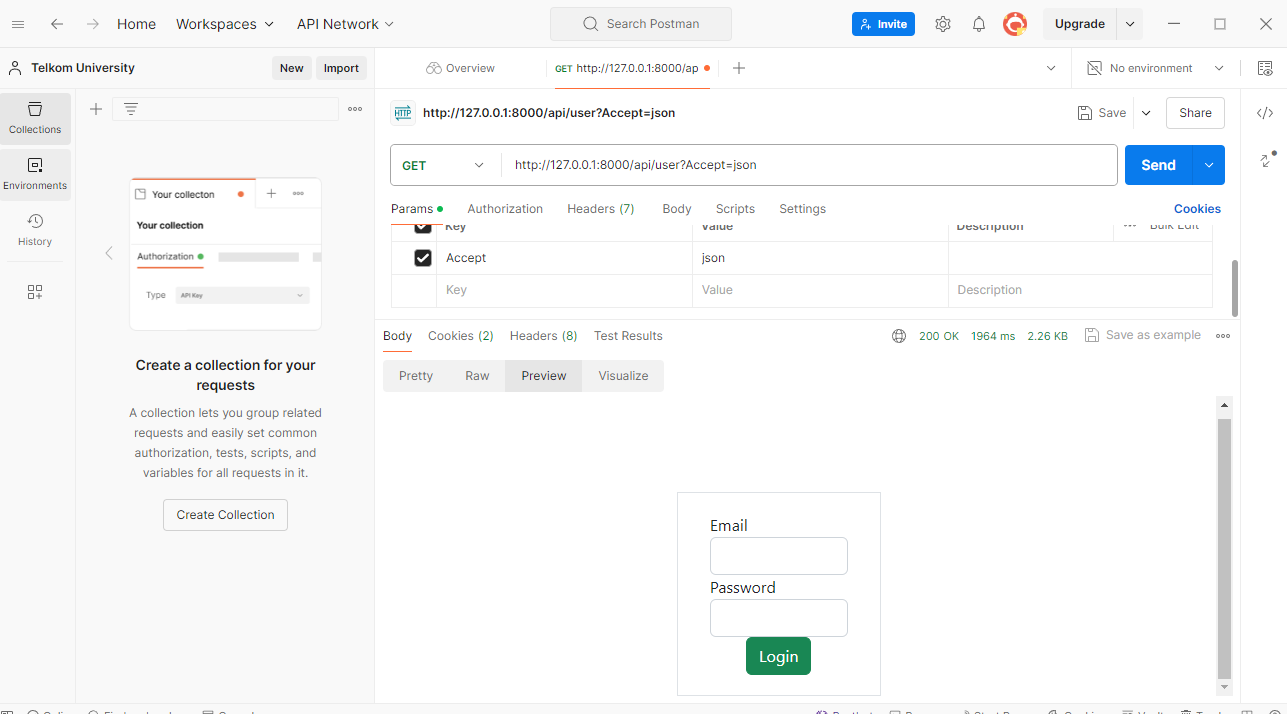 Home Workspaces API Network Search Postman Invite Upgrade
Telkom University New Import Overview GET http://127.0.0.1:8000/ap No environment
Collections
Environments
History
Your collecton
Your collection
Authorization
Type API Key
Create a collection for your
requests
A collection lets you group related
requests and easily set common
authorization, tests, scripts, and
variables for all requests in it.
Create Collection
HTTP http://127.0.0.1:8000/api/user?Accept=json Save Share
GET http://127.0.0.1:8000/api/user?Accept=json Send
Params Authorization Headers (7) Body Scripts Settings Cookies
Key Value Description Bulk Edit
Accept json
Key Value Description
Body Cookies (2) Headers (8) Test Results 200 OK 1964 ms 2.26 KB Save as example
Pretty Raw Preview Visualize
Email
Password
Login